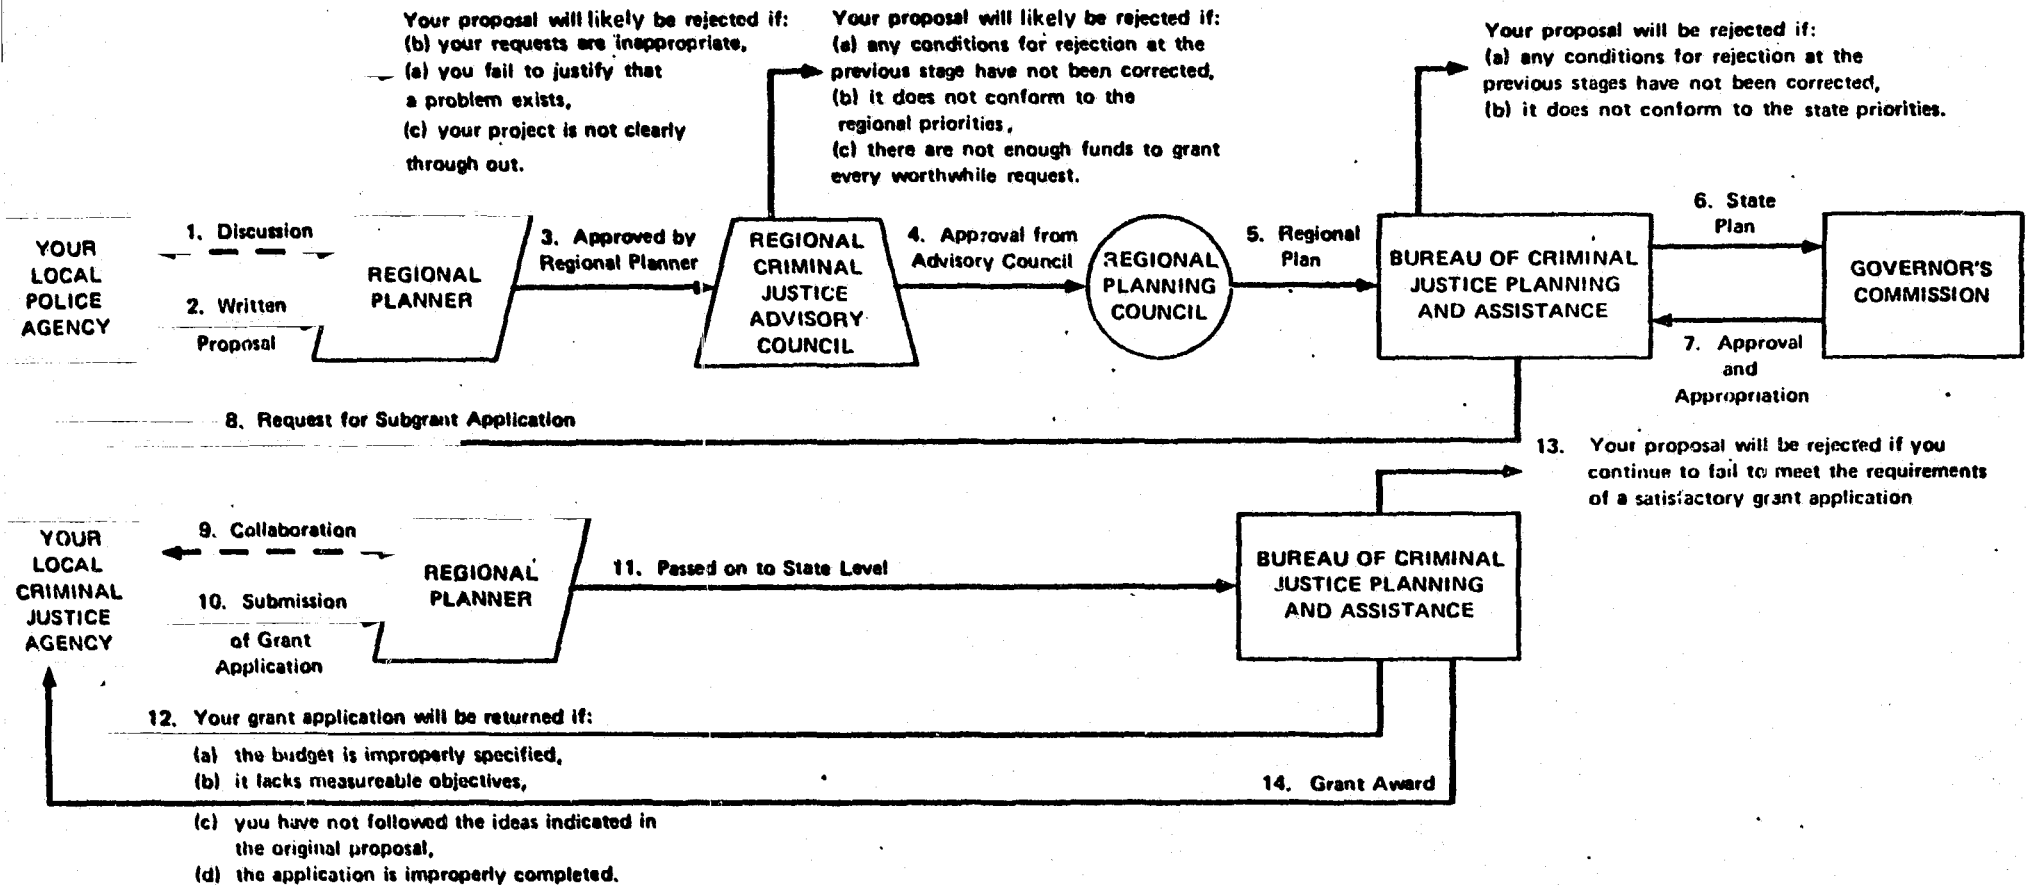 Your proposal will likely be rejected if:
(b) your requests are inappropriate,
(a) you fail to justify that
a problem exists,
(c) your project is not clearly
through out.
Your proposal will likely be rejected if:
(a) any conditions for rejection at the
previous stage have not been corrected,
(b) it does not conform to the
regional priorities,
(c) there are not enough funds to grant
every worthwhile request.
Your proposal will be rejected if:
(a) any conditions for rejection at the
previous stages have not been corrected,
(b) it does not conform to the state priorities.
YOUR
LOCAL
POLICE
AGENCY
1. Discussion
2. Written
Proposal
REGIONAL
PLANNER
3. Approved by
Regional Planner
REGIONAL
CRIMINAL
JUSTICE
ADVISORY
COUNCIL
4. Approval from
Advisory Council
REGIONAL
PLANNING
COUNCIL
5. Regional
Plan
BUREAU OF CRIMINAL
JUSTICE PLANNING
AND ASSISTANCE
6. State
Plan
7. Approval
and
Appropriation
GOVERNOR'S
COMMISSION
8. Request for Subgrant Application
13. Your proposal will be rejected if you
continue to fail to meet the requirements
of a satisfactory grant application
YOUR
LOCAL
CRIMINAL
JUSTICE
AGENCY
9. Collaboration
10. Submission
of Grant
Application
REGIONAL
PLANNER
11. Passed on to State Level
BUREAU OF CRIMINAL
JUSTICE PLANNING
AND ASSISTANCE
12. Your grant application will be returned if:
(a) the budget is improperly specified,
(b) it lacks measureable objectives,
14. Grant Award
(c) you have not followed the ideas indicated in
the original proposal,
(d) the application is improperly completed.